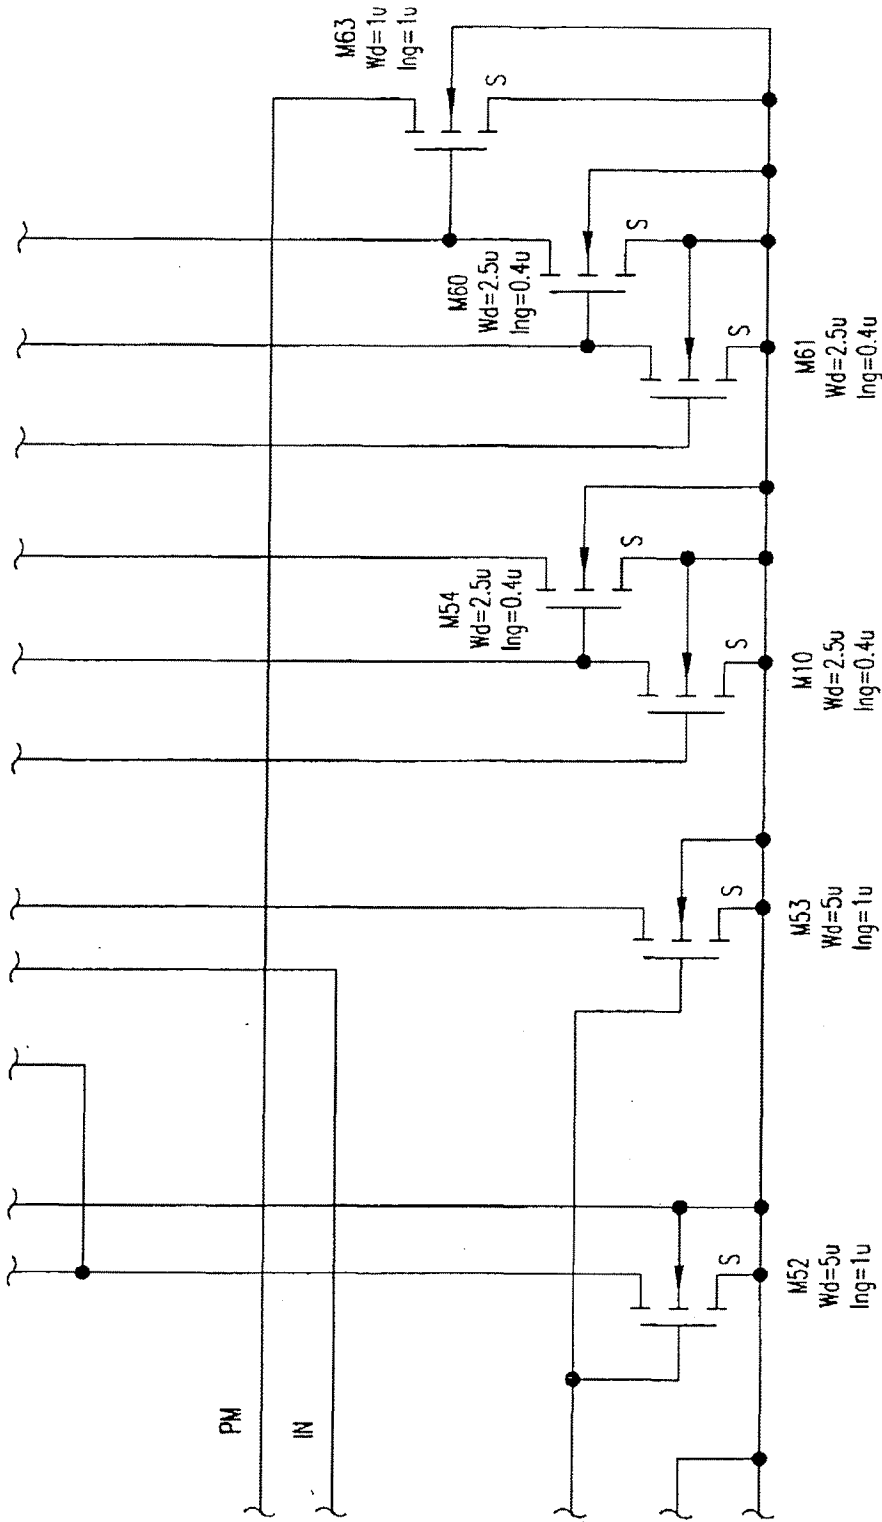 M63
Wd=1u
lng=1u
S
M60
Wd=2.5u
lng=0.4u
S
S
M61
Wd=2.5u
lng=0.4u
M54
Wd=2.5u
lng=0.4u
S
S
M10
Wd=2.5u
lng=0.4u
S
M53
Wd=5u
lng=1u
S
M52
Wd=5u
lng=1u
PM
IN